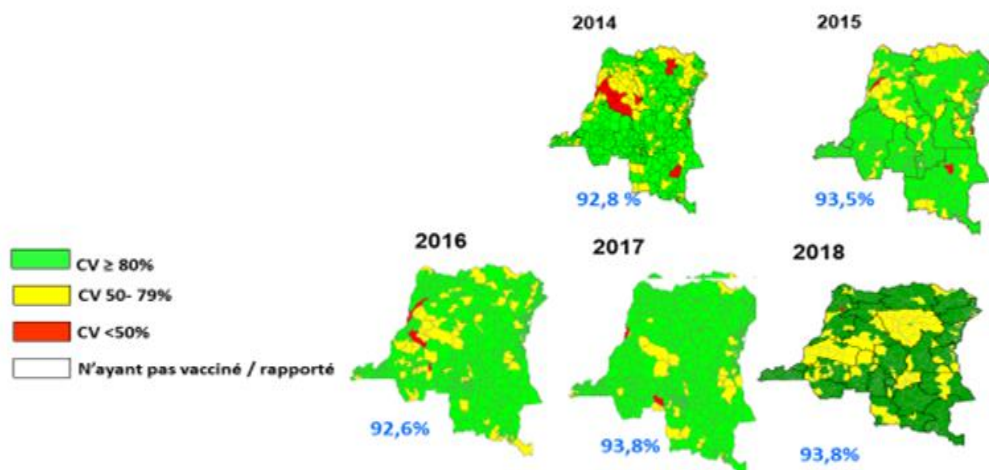 2014
2015
92,8 %
93,5%
2016
2017
2018
CV ≥ 80%
CV 50- 79%
CV <50%
N'ayant pas vacciné / rapporté
92,6%
93,8%
93,8%